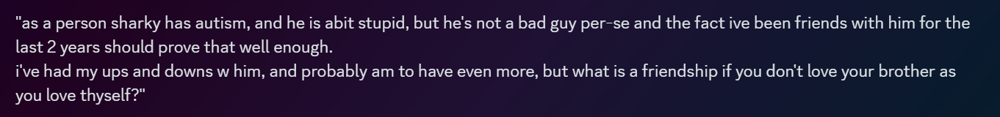 "as a person sharky has autism, and he is abit stupid, but he's not a bad guy per-se and the fact ive been friends with him for the
last 2 years should prove that well enough.
i've had my ups and downs w him, and probably am to have even more, but what is a friendship if you don't love your brother as
you love thyself?"